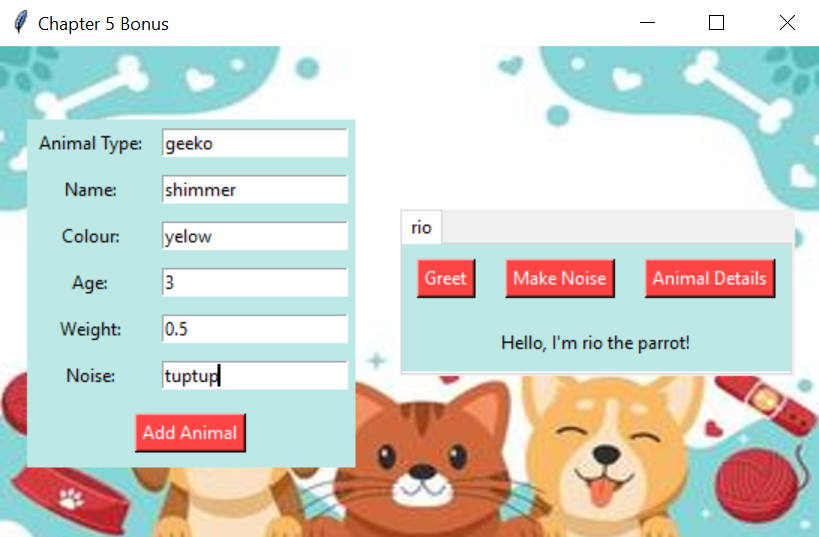 Chapter 5 Bonus
Animal Type: geeko
Name: shimmer
Colour: yelow
Age: 3
Weight: 0.5
Noise: tuptup
Add Animal
rio
Greet Make Noise Animal Details
Hello, I'm rio the parrot!